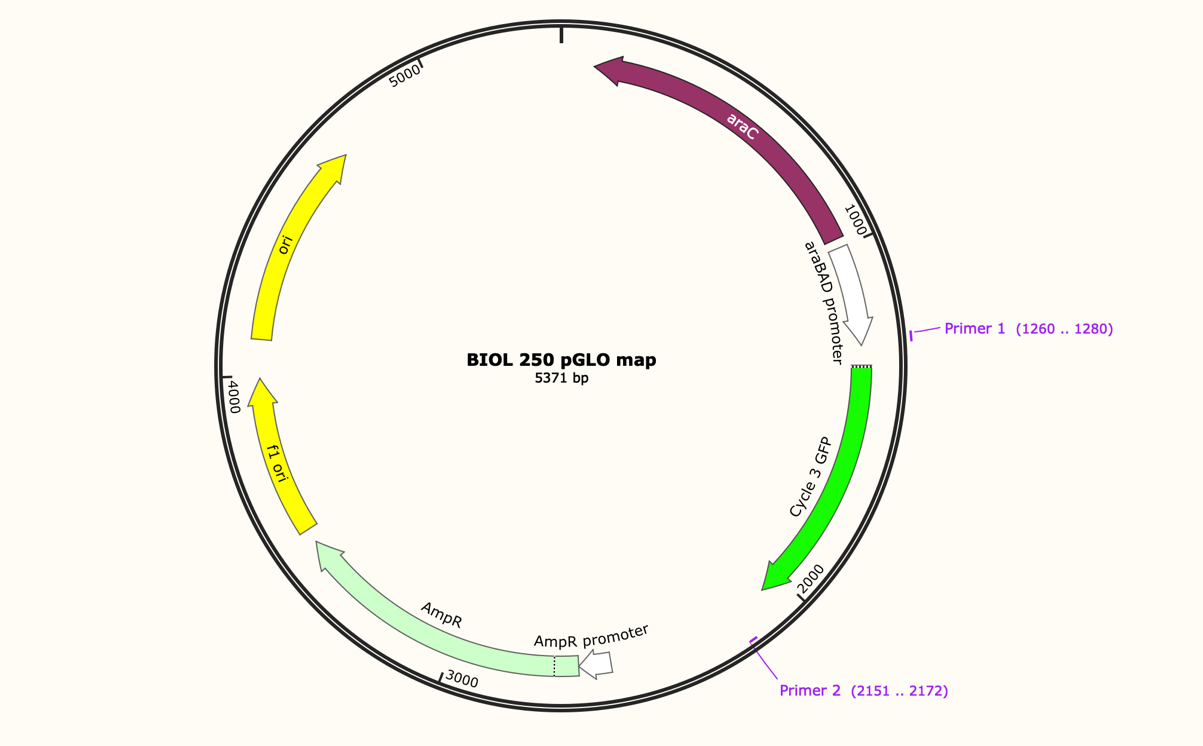 5000
araC
1000
ori
araBAD promoter
Primer 1 (1260 .. 1280)
BIOL 250 pGLO map
5371 bp
4000
Cycle 3 GFP
f1 ori
2000
AmpR
AmpR promoter
3000
Primer 2 (2151 .. 2172)